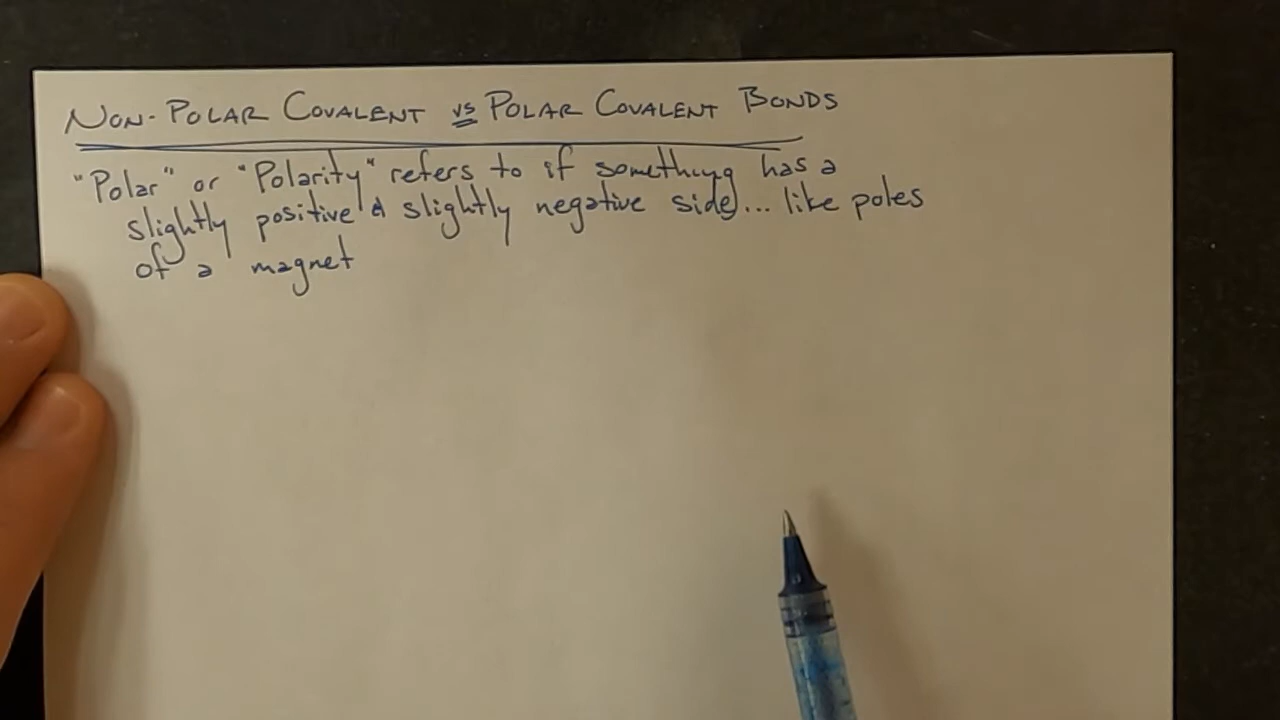 NON-POLAR COVALENT vs POLAR COVALENT BONDS
"Polar" or "Polarity" refers to if something has a
slightly positive & slightly negative side... like poles
of a magnet